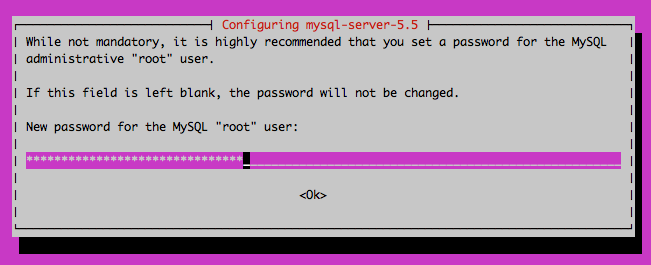 Configuring mysql-server-5.5
While not mandatory, it is highly recommended that you set a password for the MySQL
administrative "root" user.
If this field is left blank, the password will not be changed.
New password for the MySQL "root" user:
*******************************
<Ok>